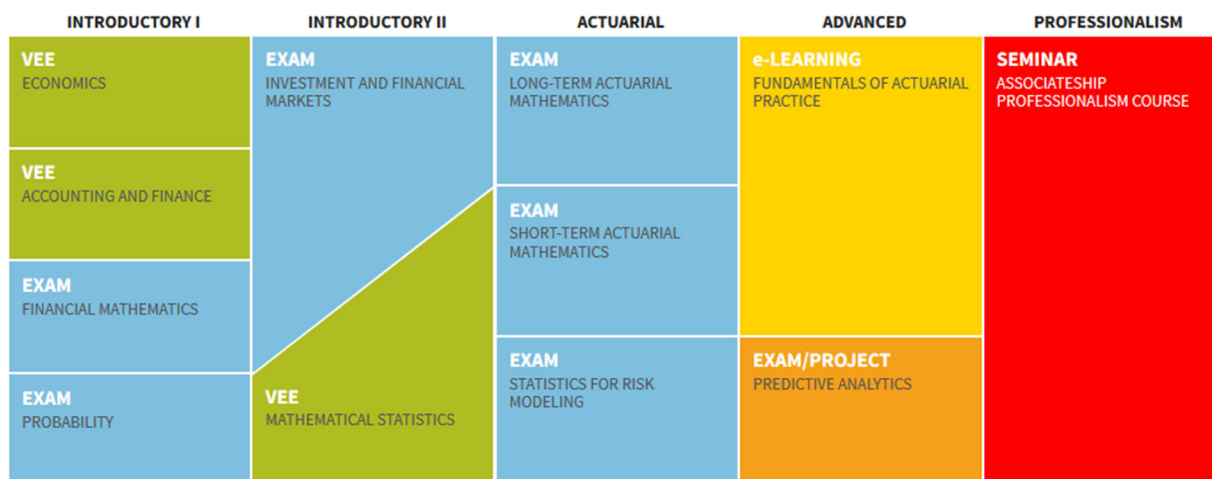 INTRODUCTORY I
INTRODUCTORY II
ACTUARIAL
ADVANCED
PROFESSIONALISM
VEE
ECONOMICS
VEE
ACCOUNTING AND FINANCE
EXAM
FINANCIAL MATHEMATICS
EXAM
PROBABILITY
EXAM
INVESTMENT AND FINANCIAL
MARKETS
VEE
MATHEMATICAL STATISTICS
EXAM
LONG-TERM ACTUARIAL
MATHEMATICS
EXAM
SHORT-TERM ACTUARIAL
MATHEMATICS
EXAM
STATISTICS FOR RISK
MODELING
e-LEARNING
FUNDAMENTALS OF ACTUARIAL
PRACTICE
EXAM/PROJECT
PREDICTIVE ANALYTICS
SEMINAR
ASSOCIATESHIP
PROFESSIONALISM COURSE